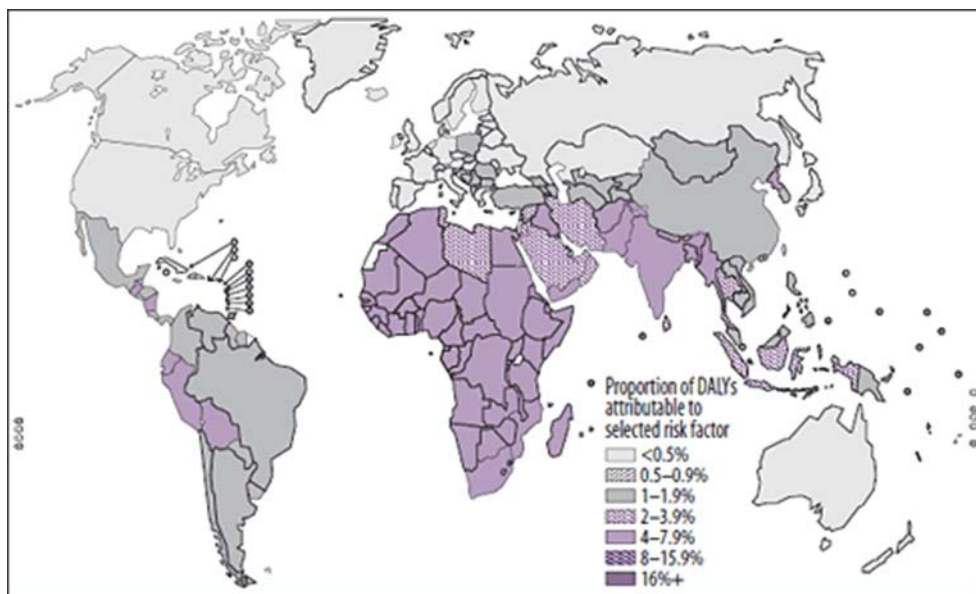 Proportion of DALYs
attributable to
selected risk factor
<0.5%
0.5–0.9%
1–1.9%
2–3.9%
4–7.9%
8–15.9%
16%+